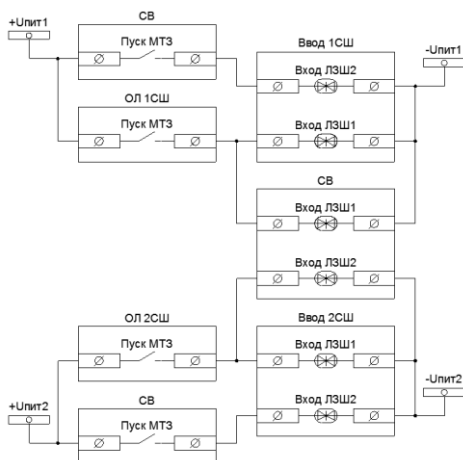 СВ
+Uпит1
Пуск МТЗ
Ввод 1СШ
-Uпит1
Вход ЛЗШ2
ОЛ 1СШ
Пуск МТЗ
Вход ЛЗШ1
СВ
Вход ЛЗШ1
Вход ЛЗШ2
ОЛ 2СШ
Ввод 2СШ
Пуск МТЗ
Вход ЛЗШ1
-Uпит2
СВ
+Uпит2
Вход ЛЗШ2
Пуск МТЗ